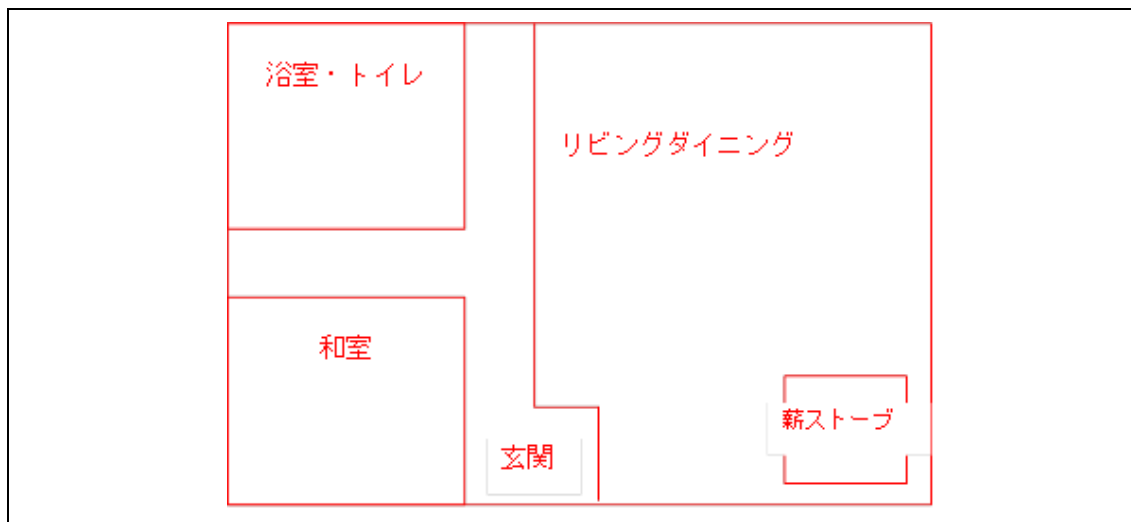 浴室・トイレ
リビングダイニング
和室
薪ストーブ
玄関